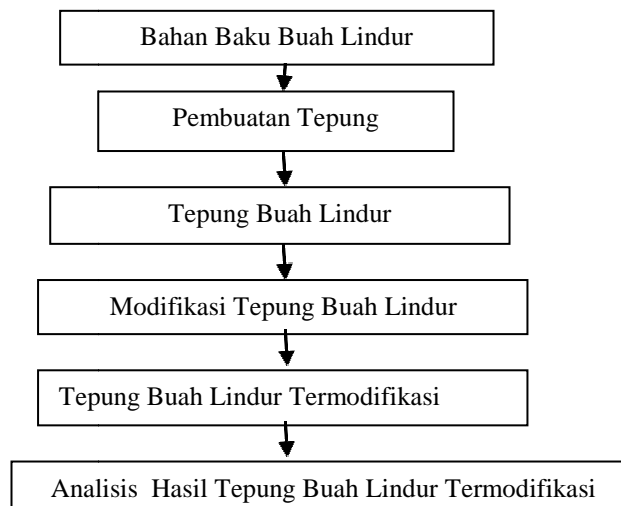 Bahan Baku Buah Lindur
Pembuatan Tepung
Tepung Buah Lindur
Modifikasi Tepung Buah Lindur
Tepung Buah Lindur Termodifikasi
Analisis  Hasil Tepung Buah Lindur Termodifikasi